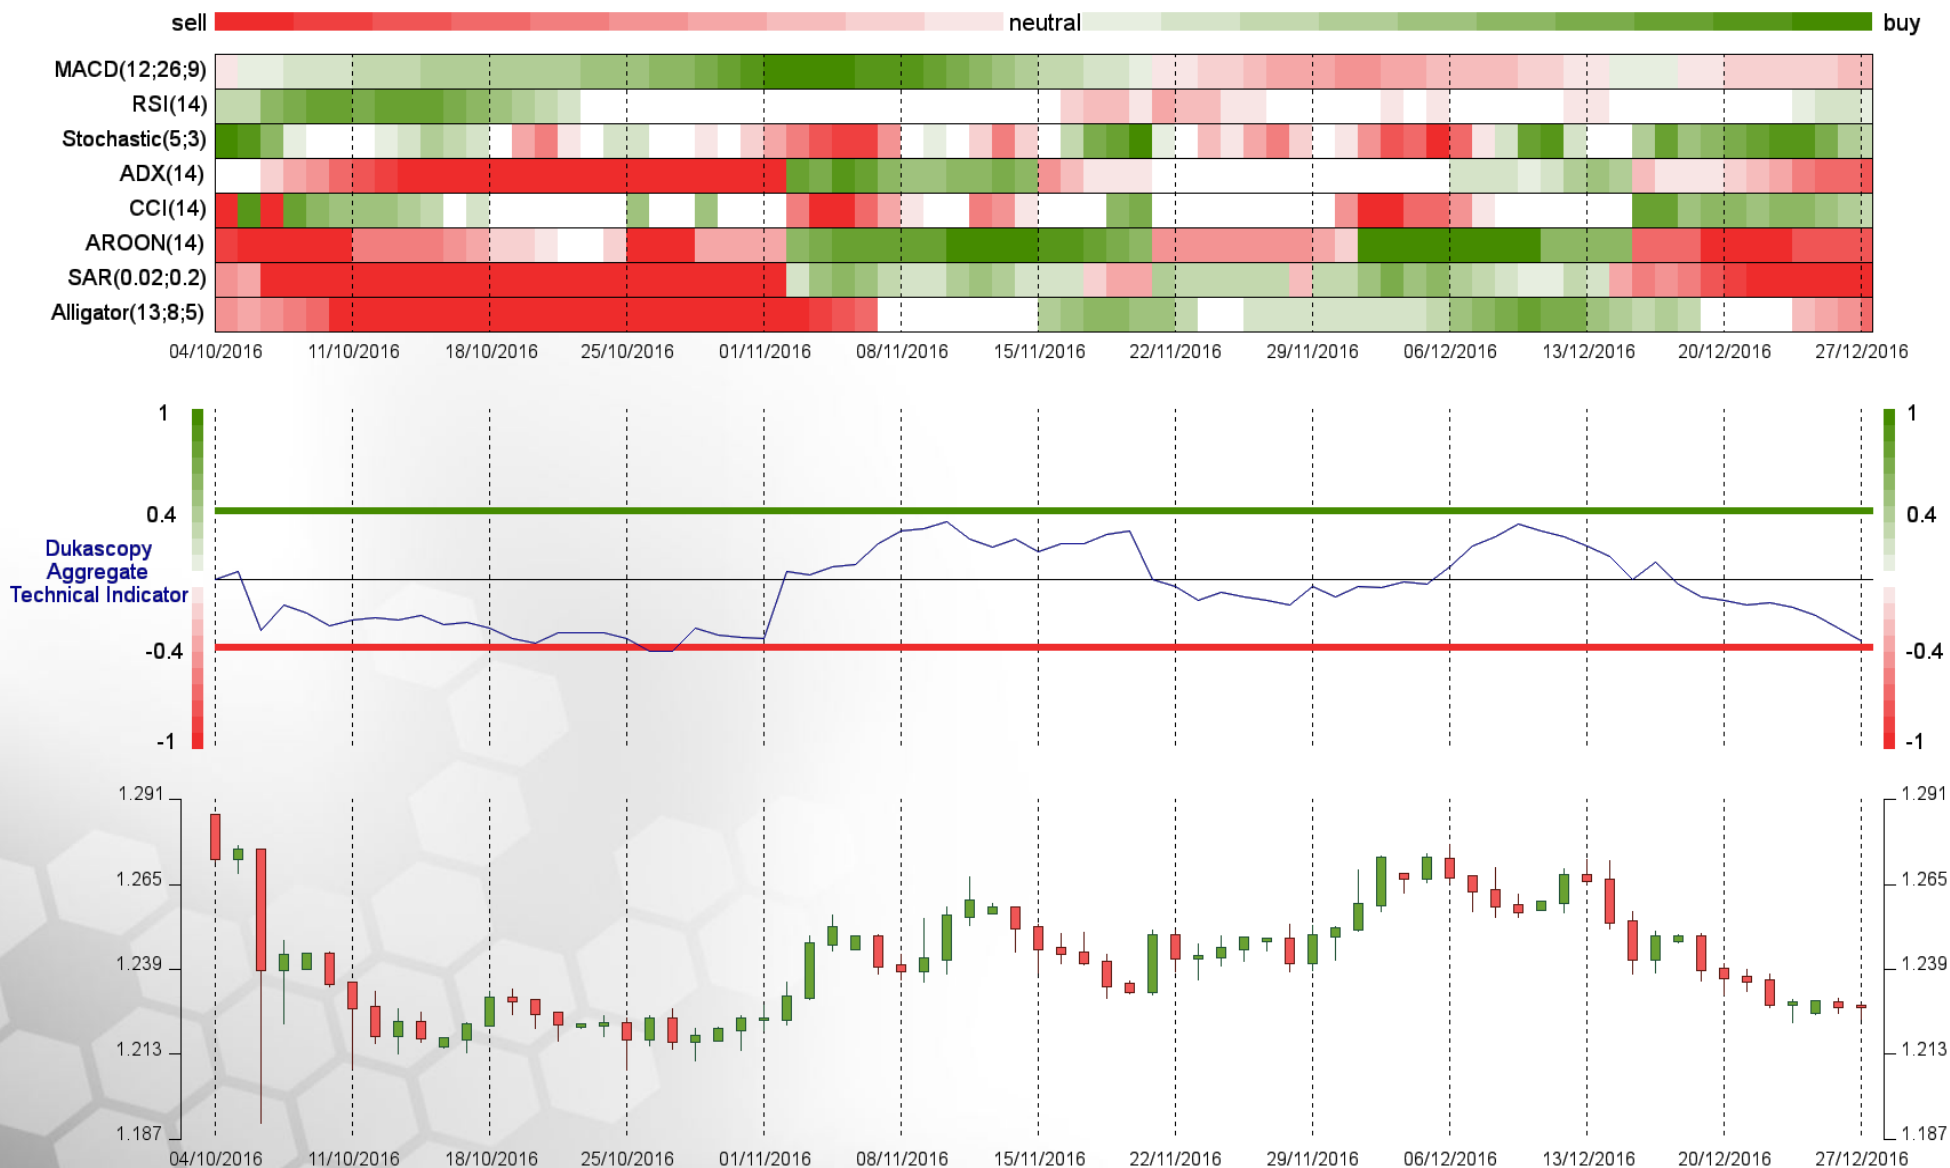 sell neutral buy
MACD(12;26;9)
RSI(14)
Stochastic(5;3)
ADX(14)
CCI(14)
AROON(14)
SAR(0.02;0.2)
Alligator(13;8;5)
04/10/2016 11/10/2016 18/10/2016 25/10/2016 01/11/2016 08/11/2016 15/11/2016 22/11/2016 29/11/2016 06/12/2016 13/12/2016 20/12/2016 27/12/2016
1 1
0.4 0.4
Dukascopy
Aggregate
Technical Indicator
-0.4 -0.4
-1 -1
1.291 1.291
1.265 1.265
1.239 1.239
1.213 1.213
1.187 1.187
04/10/2016 11/10/2016 18/10/2016 25/10/2016 01/11/2016 08/11/2016 15/11/2016 22/11/2016 29/11/2016 06/12/2016 13/12/2016 20/12/2016 27/12/2016